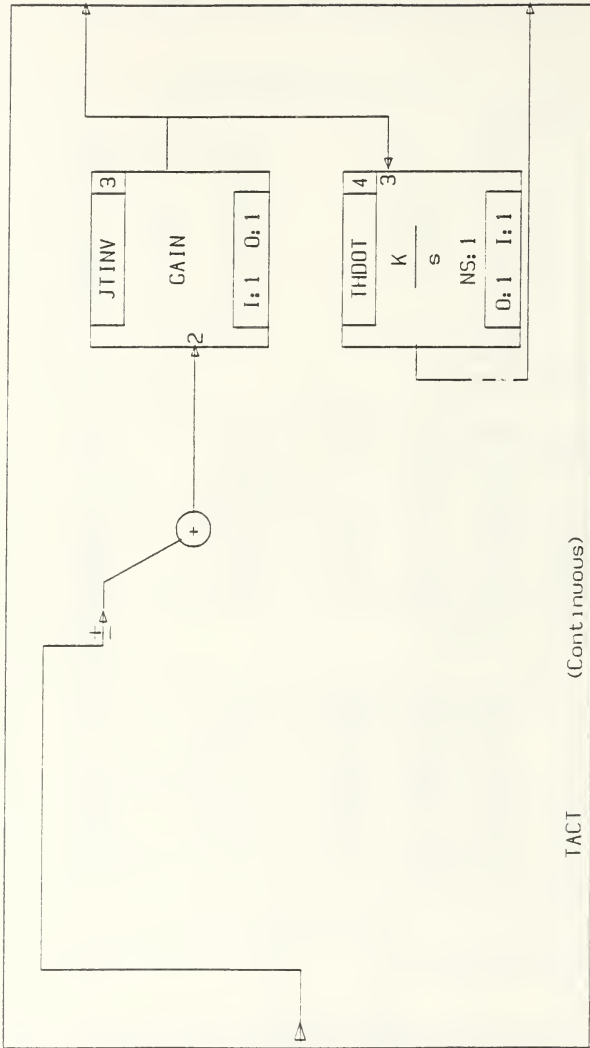 JTINV 3
GAIN
2
I: 1 O: 1
+
+
THDOT 4
3
K
s
NS: 1
O: 1 I: 1
TACT (Continuous)